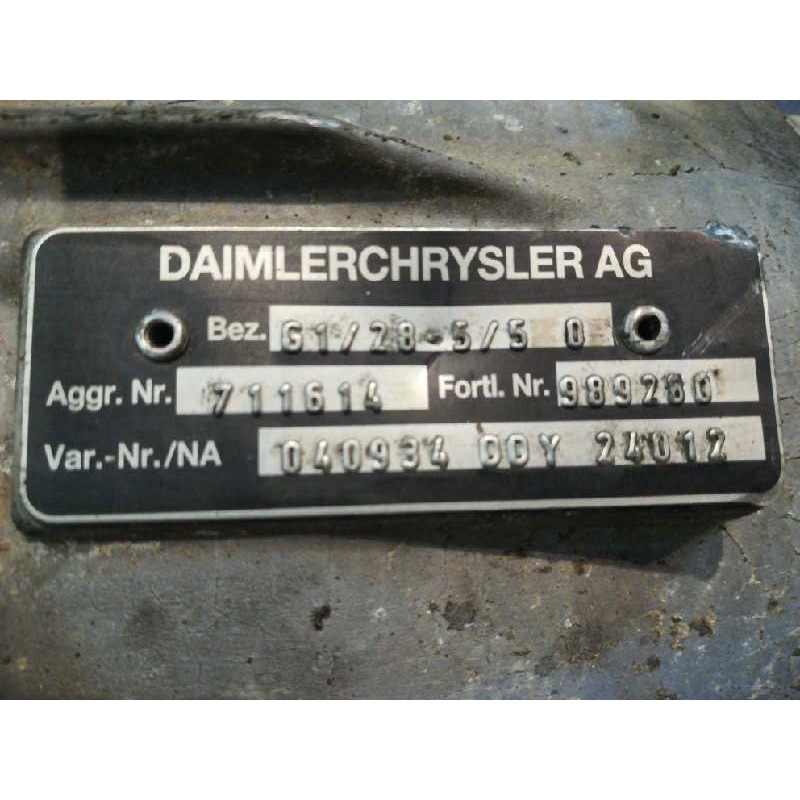 DAIMLERCHRYSLER AG
Bez. G1/28-5/5 0
Aggr. Nr. 711614 Fortl. Nr. 989260
Var.-Nr./NA 040934 00Y 24012